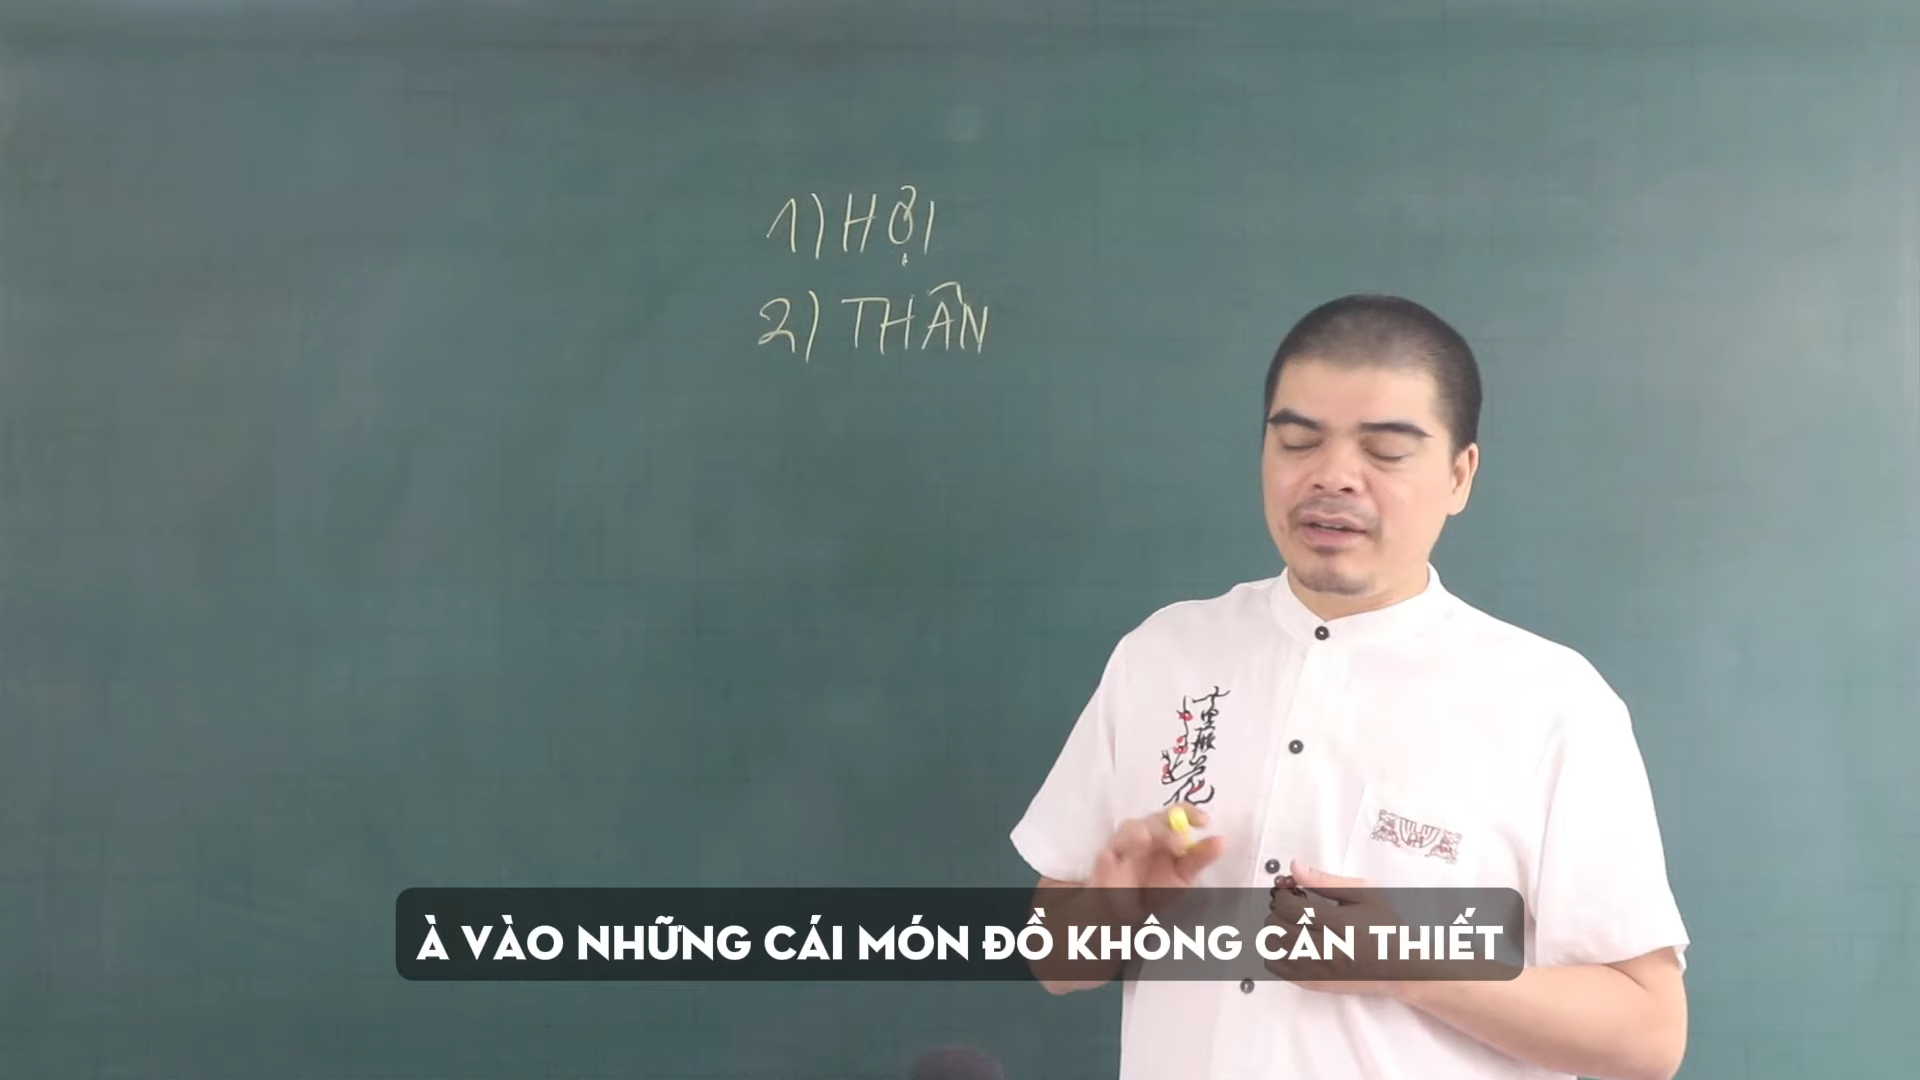 1) HỢI
2) THÂN
À VÀO NHỮNG CÁI MÓN ĐỒ KHÔNG CẦN THIẾT